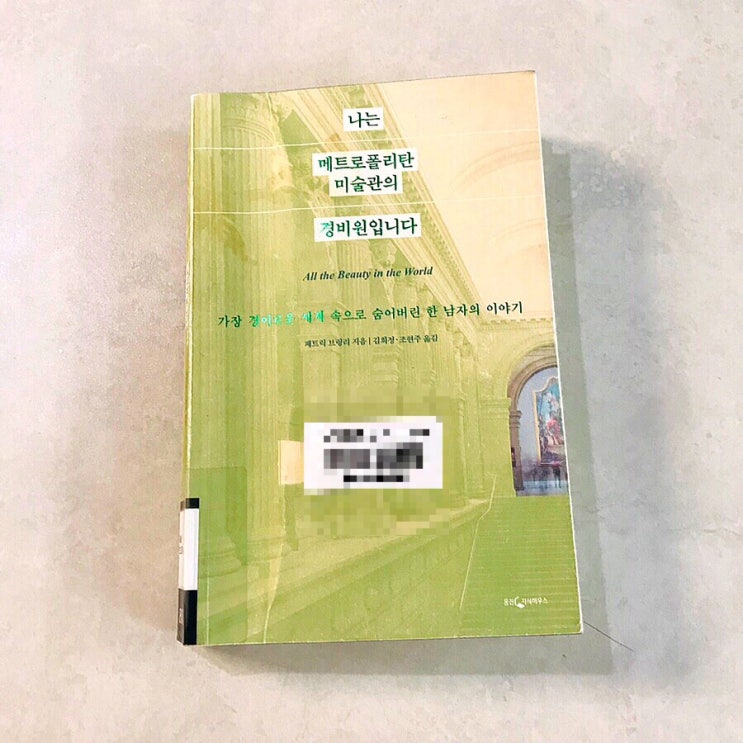 나는
메트로폴리탄
미술관의
경비원입니다
All the Beauty in the World
가장 경이로운 세계 속으로 숨어버린 한 남자의 이야기
패트릭 브링리 지음 | 김희정·조현주 옮김
웅진 지식하우스